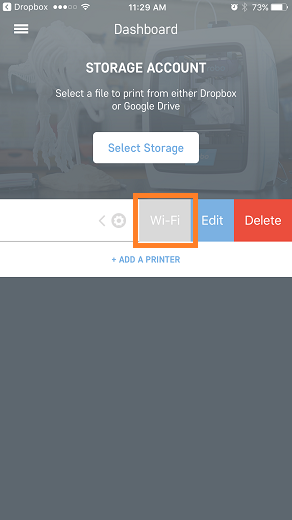 Dropbox 11:29 AM 73%
Dashboard
STORAGE ACCOUNT
Select a file to print from either Dropbox
or Google Drive
Select Storage
Wi-Fi Edit Delete
+ ADD A PRINTER